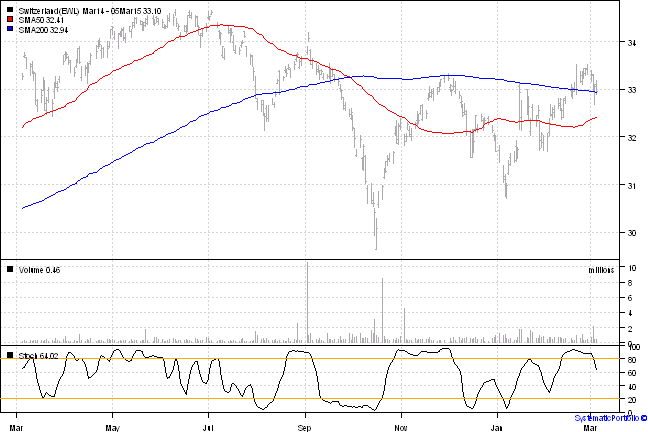 Switzerland(EWL) Mar14 - 05Mar15 33.10
SMA50 32.41
SMA200 32.94
34
33
32
31
30
Volume 0.46
millions
10
8
6
4
2
0
Stoch 64.02
100
80
60
40
20
0
Mar May Jul Sep Nov Jan Mar
SystematicPortfolio ©